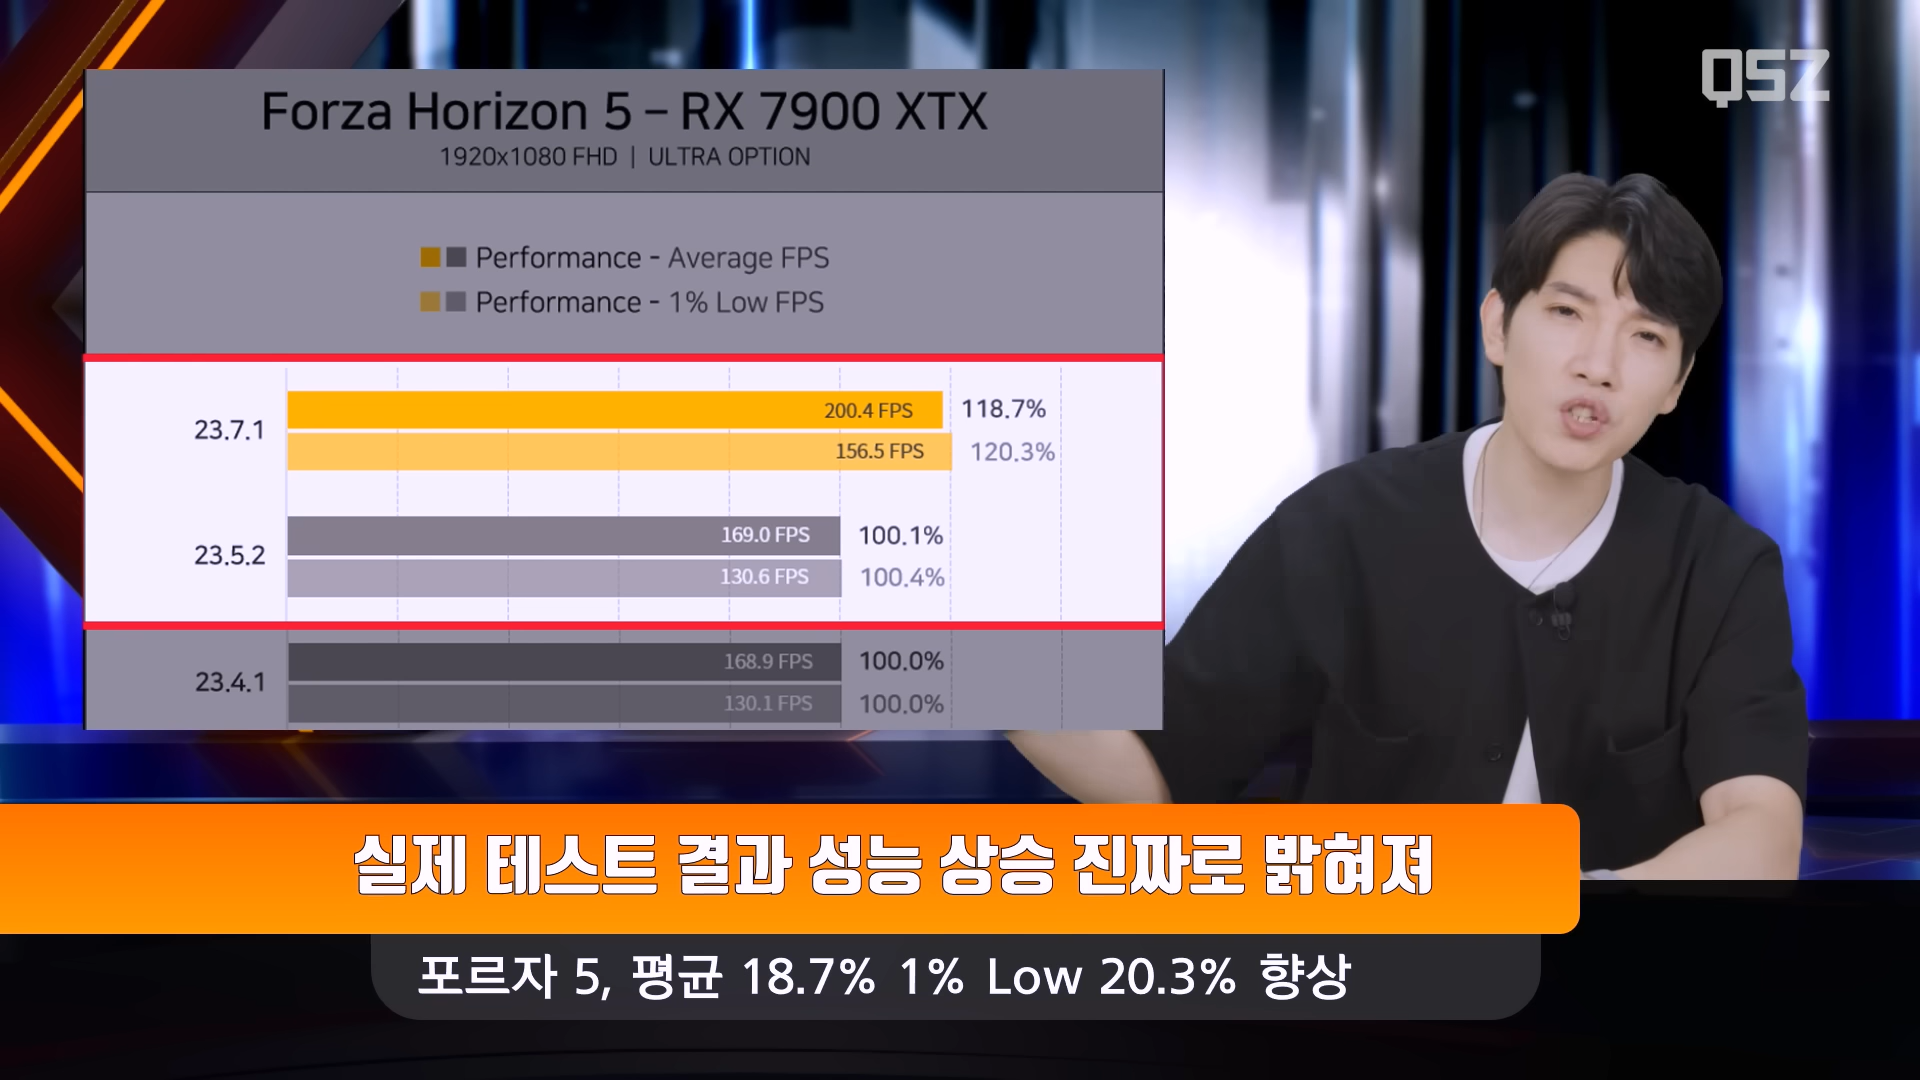 QSZ
Forza Horizon 5 – RX 7900 XTX
1920x1080 FHD | ULTRA OPTION
Performance - Average FPS
Performance - 1% Low FPS
23.7.1
200.4 FPS 118.7%
156.5 FPS 120.3%
23.5.2
169.0 FPS 100.1%
130.6 FPS 100.4%
23.4.1
168.9 FPS 100.0%
130.1 FPS 100.0%
실제 테스트 결과 성능 상승 진짜로 밝혀져
포르자 5, 평균 18.7% 1% Low 20.3% 향상